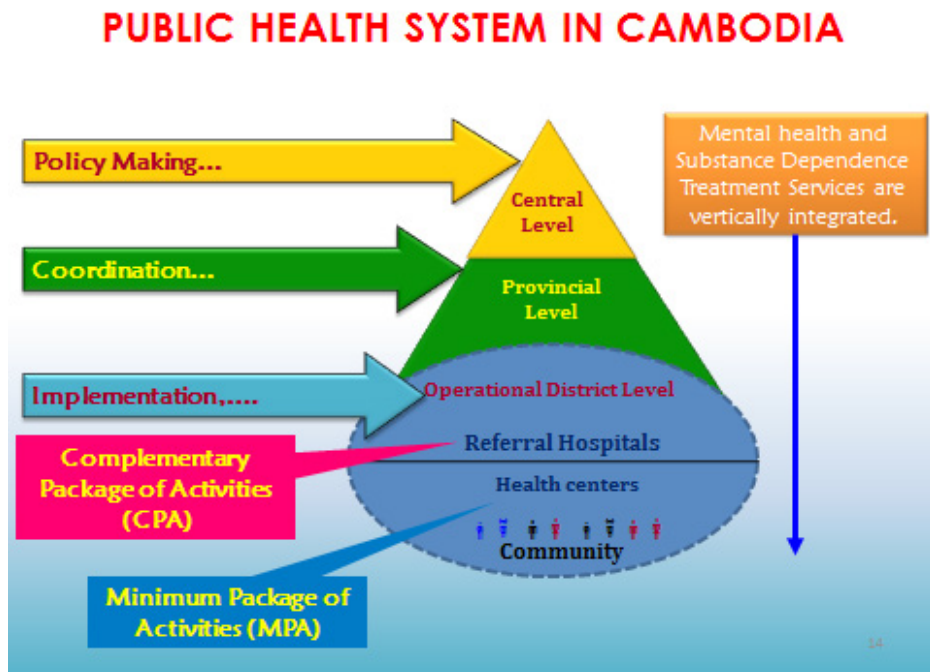 PUBLIC HEALTH SYSTEM IN CAMBODIA
Policy Making...
Central
Level
Mental health and
Substance Dependence
Treatment Services are
vertically integrated.
Coordination...
Provincial
Level
Implementation,....
Operational District Level
Referral Hospitals
Complementary
Package of Activities
(CPA)
Health centers
Community
Minimum Package of
Activities (MPA)
14